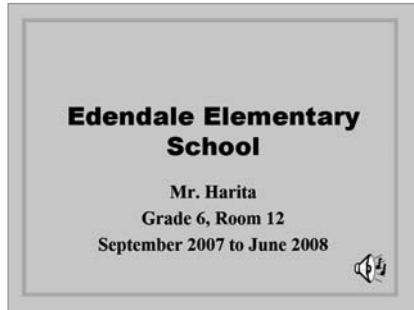 Edendale Elementary
School
Mr. Harita
Grade 6, Room 12
September 2007 to June 2008